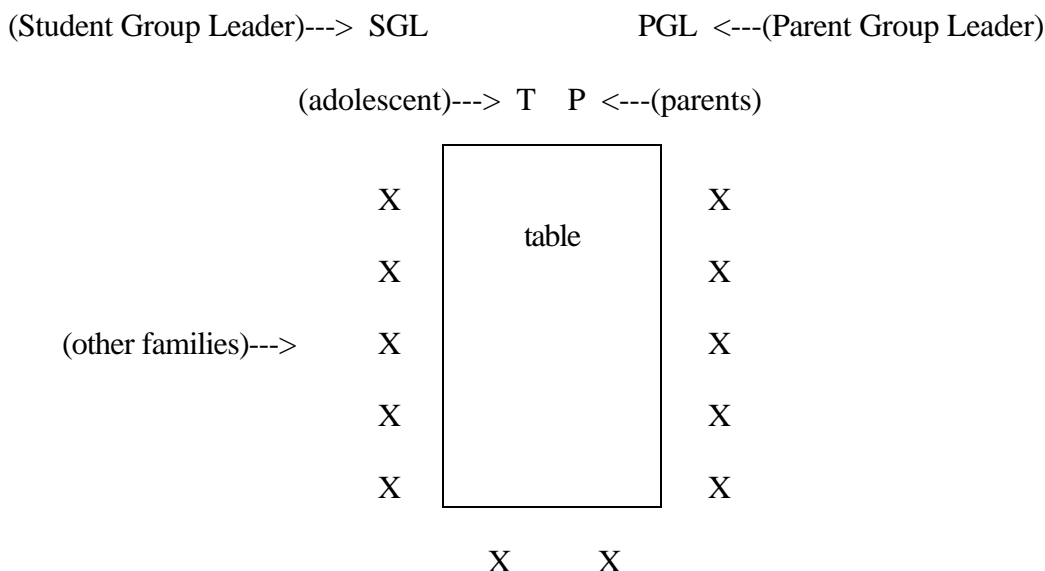 (Student Group Leader)---> SGL PGL <---(Parent Group Leader)
(adolescent)---> T P <---(parents)
X X
table
X X
(other families)---> X X
X X
X X
X X